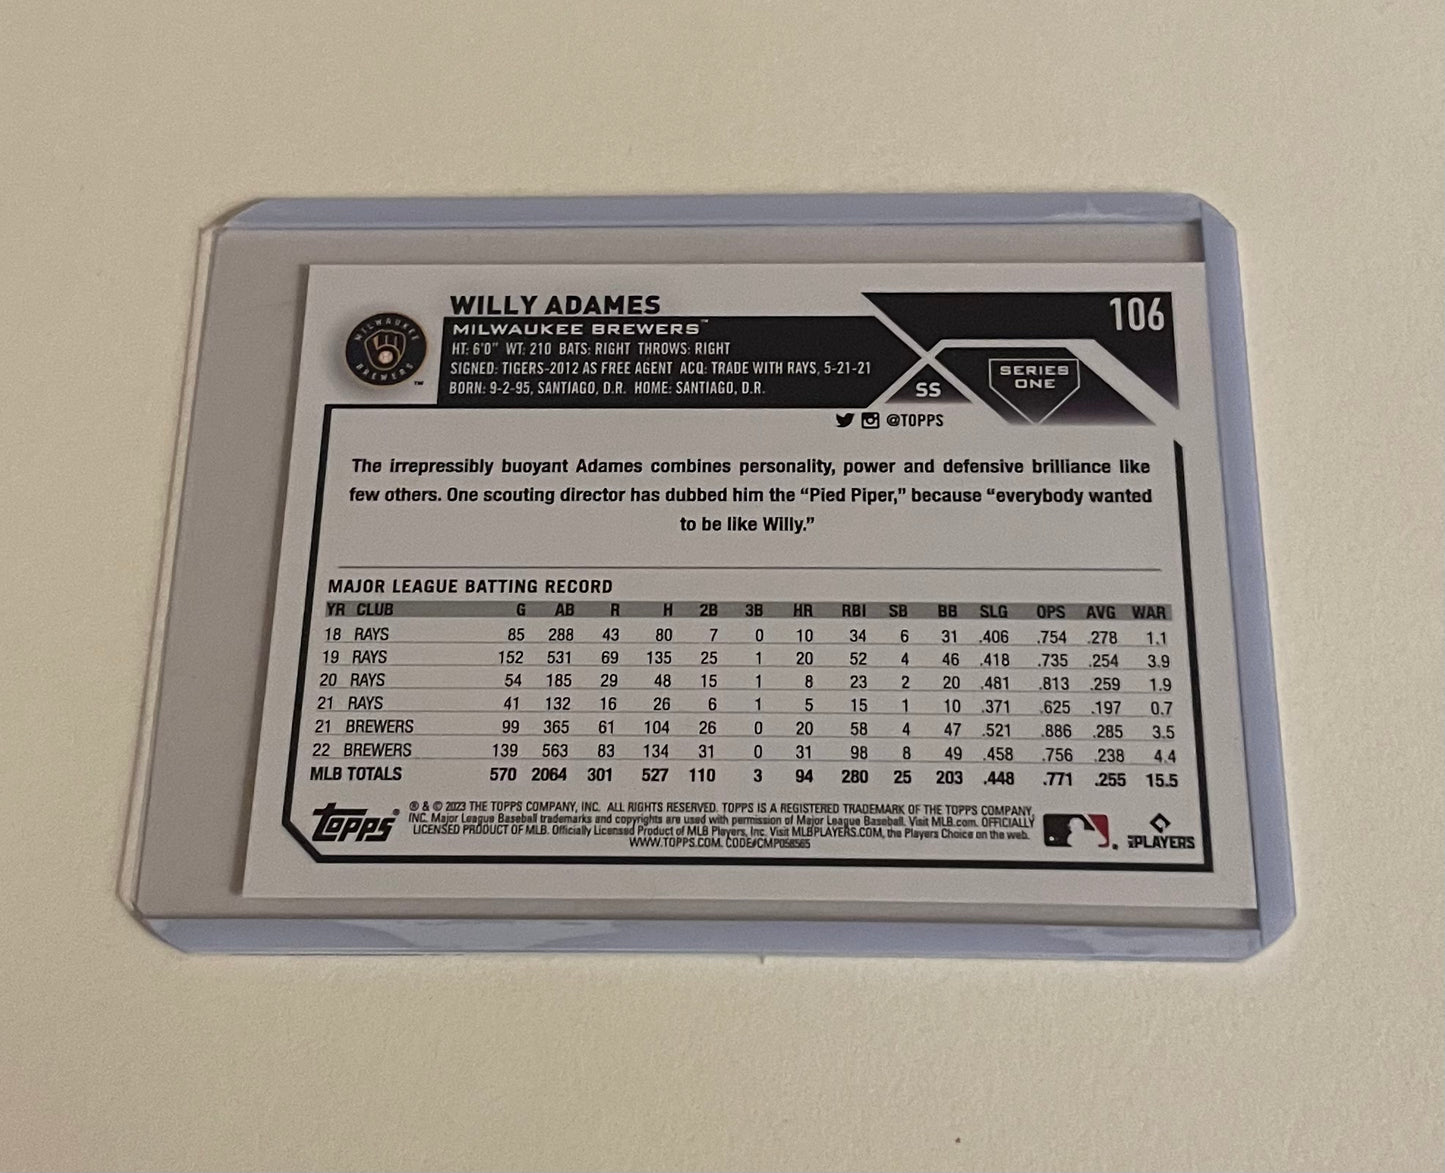 WILLY ADAMES
106
MILWAUKEE BREWERS™
HT: 6'0" WT: 210 BATS: RIGHT THROWS: RIGHT
SIGNED: TIGERS-2012 AS FREE AGENT ACQ: TRADE WITH RAYS, 5-21-21
BORN: 9-2-95, SANTIAGO, D.R. HOME: SANTIAGO, D.R.
MILWAUKEE
BREWERS
™
SS
SERIES
ONE
@TOPPS
The irrepressibly buoyant Adames combines personality, power and defensive brilliance like
few others. One scouting director has dubbed him the “Pied Piper,” because “everybody wanted
to be like Willy.”
MAJOR LEAGUE BATTING RECORD
YR CLUB G AB R H 2B 3B HR RBI SB BB SLG OPS AVG WAR
18 RAYS 85 288 43 80 7 0 10 34 6 31 .406 .754 .278 1.1
19 RAYS 152 531 69 135 25 1 20 52 4 46 .418 .735 .254 3.9
20 RAYS 54 185 29 48 15 1 8 23 2 20 .481 .813 .259 1.9
21 RAYS 41 132 16 26 6 1 5 15 1 10 .371 .625 .197 0.7
21 BREWERS 99 365 61 104 26 0 20 58 4 47 .521 .886 .285 3.5
22 BREWERS 139 563 83 134 31 0 31 98 8 49 .458 .756 .238 4.4
MLB TOTALS 570 2064 301 527 110 3 94 280 25 203 .448 .771 .255 15.5
Topps®
® & © 2023 THE TOPPS COMPANY, INC. ALL RIGHTS RESERVED. TOPPS IS A REGISTERED TRADEMARK OF THE TOPPS COMPANY,
INC. Major League Baseball trademarks and copyrights are used with permission of Major League Baseball. Visit MLB.com. OFFICIALLY
LICENSED PRODUCT OF MLB. Officially Licensed Product of MLB Players, Inc. Visit MLBPLAYERS.COM, the Players Choice on the web.
WWW.TOPPS.COM. CODE#CMP058565
PLAYERS